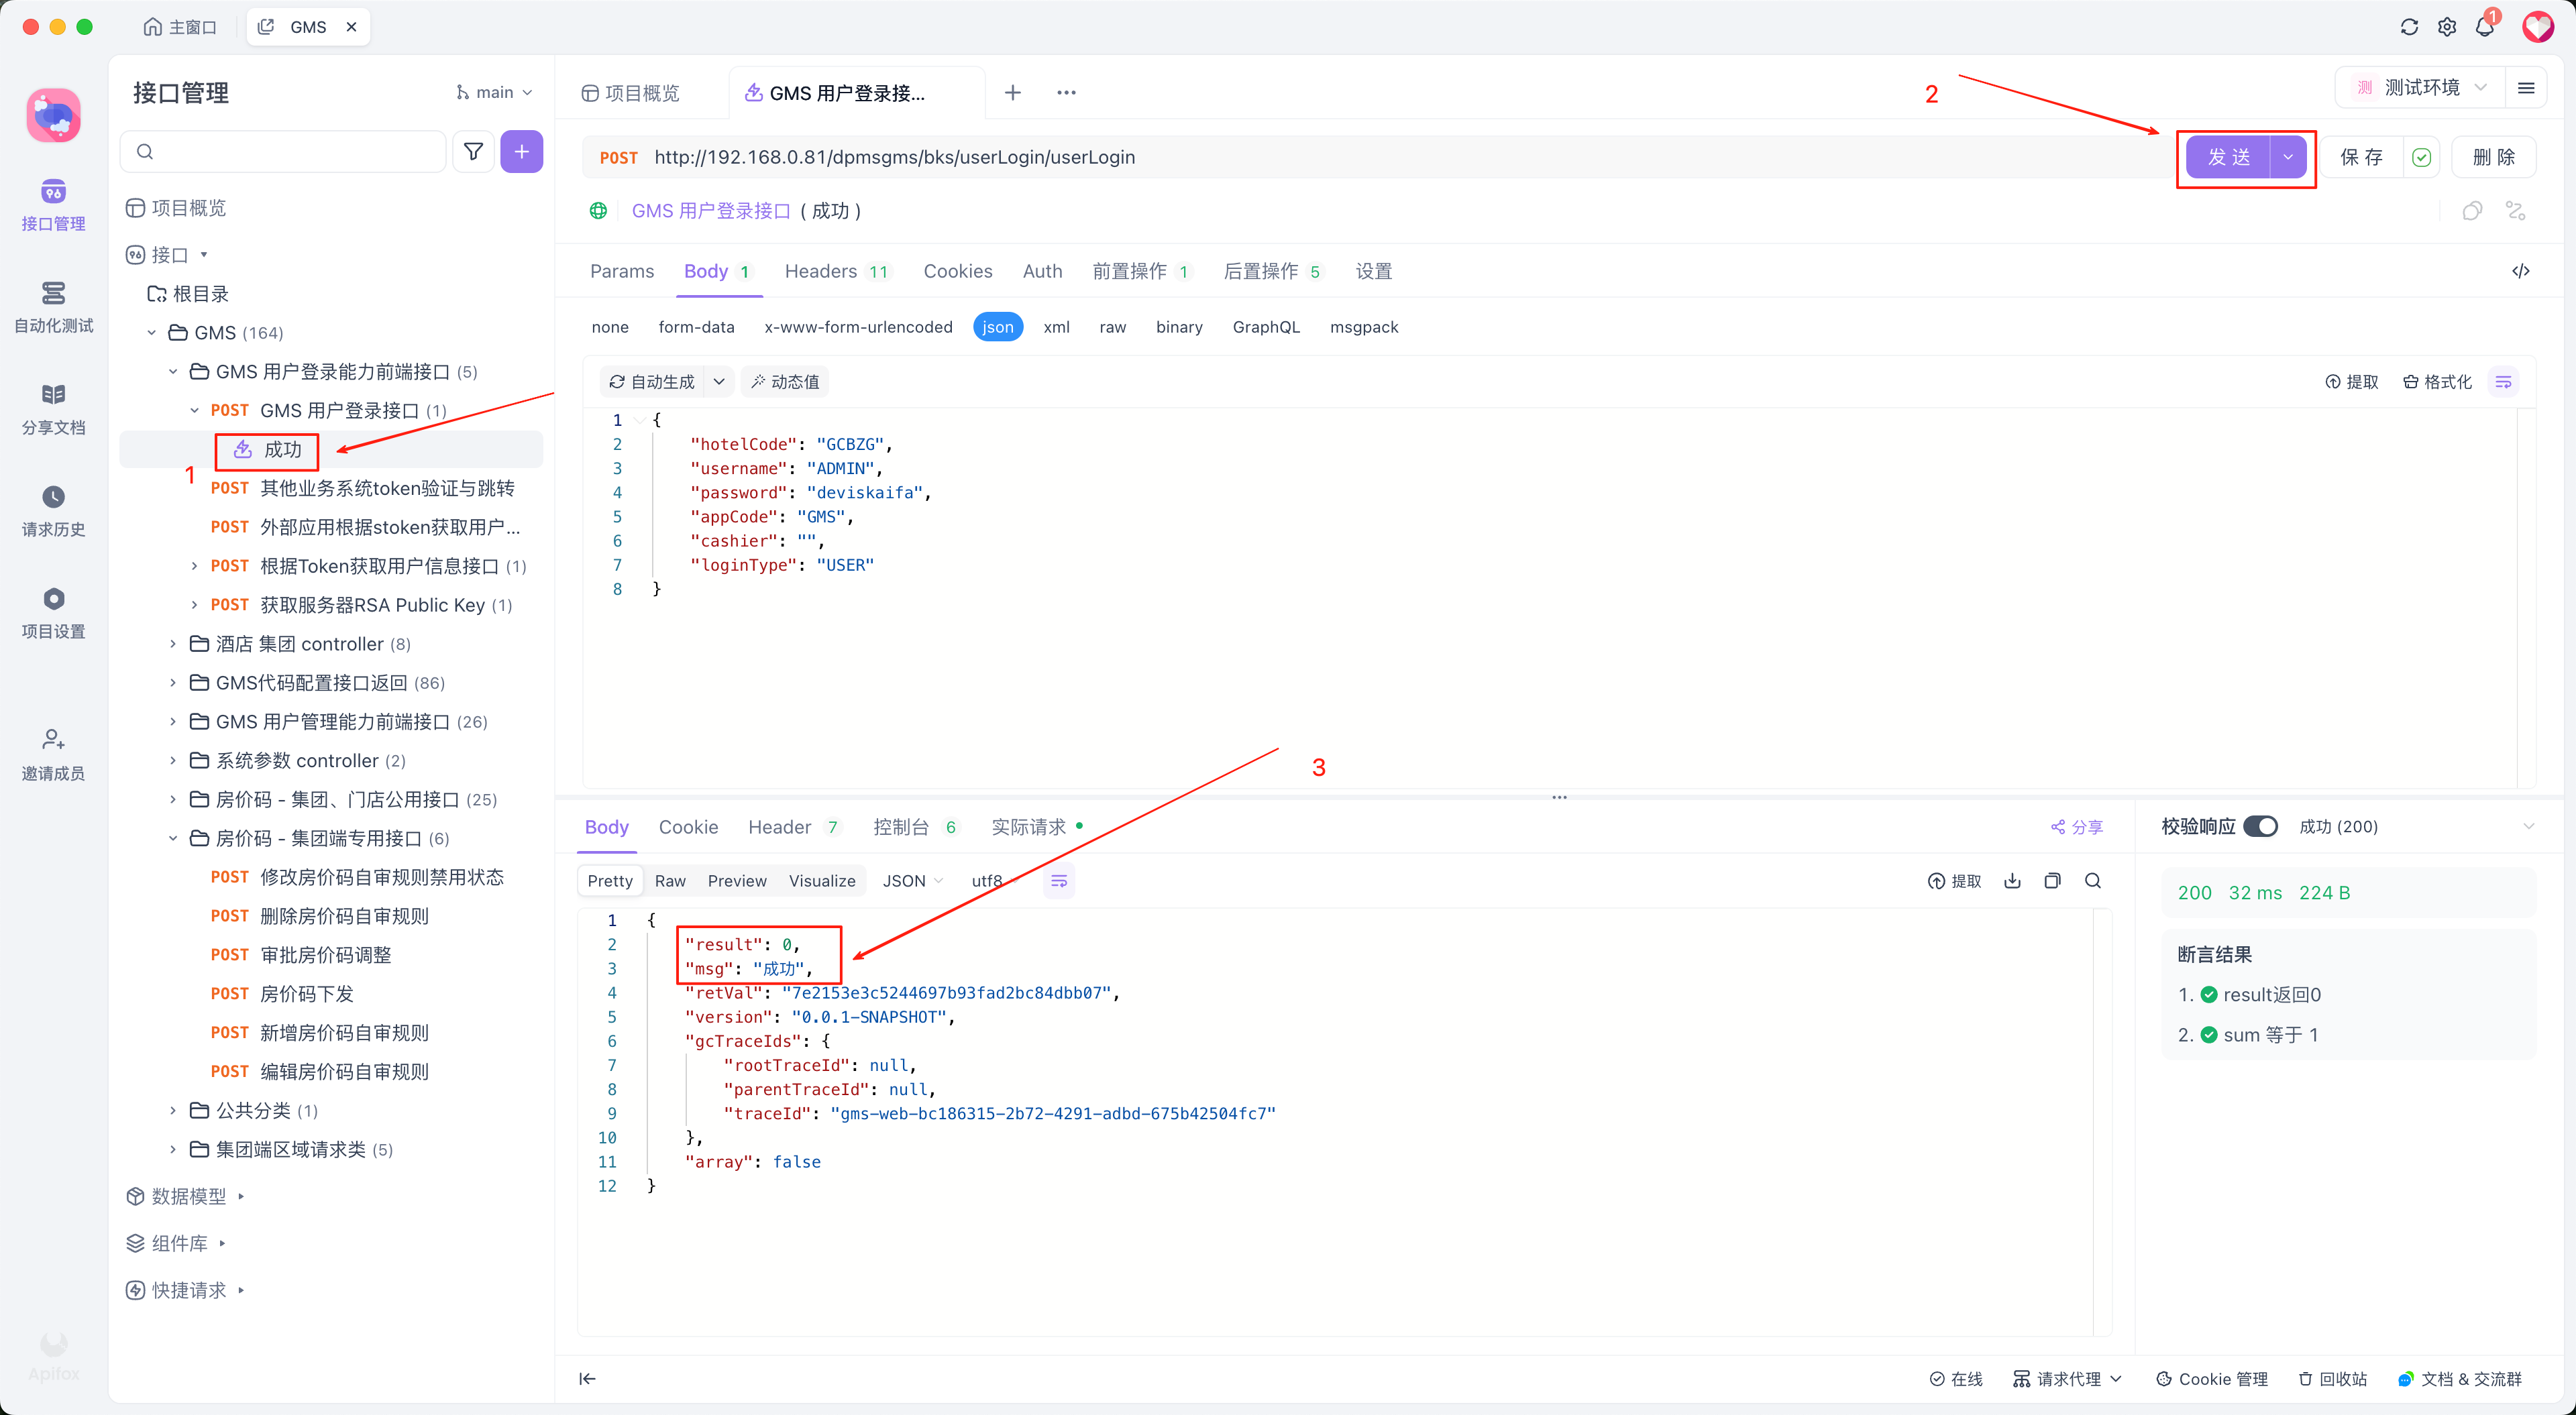 主窗口
GMS
1
接口管理
main
项目概览
GMS 用户登录接...
2
测 测试环境
POST http://192.168.0.81/dpmsgms/bks/userLogin/userLogin
发 送
保 存
删 除
GMS 用户登录接口 ( 成功 )
接口管理
自动化测试
分享文档
请求历史
项目设置
邀请成员
Apifox
项目概览
接口
根目录
GMS (164)
GMS 用户登录能力前端接口 (5)
POST GMS 用户登录接口 (1)
成功
1
POST 其他业务系统token验证与跳转
POST 外部应用根据stoken获取用户...
POST 根据Token获取用户信息接口 (1)
POST 获取服务器RSA Public Key (1)
酒店 集团 controller (8)
GMS代码配置接口返回 (86)
GMS 用户管理能力前端接口 (26)
系统参数 controller (2)
房价码 - 集团、门店公用接口 (25)
房价码 - 集团端专用接口 (6)
POST 修改房价码自审规则禁用状态
POST 删除房价码自审规则
POST 审批房价码调整
POST 房价码下发
POST 新增房价码自审规则
POST 编辑房价码自审规则
公共分类 (1)
集团端区域请求类 (5)
数据模型
组件库
快捷请求
Params Body 1 Headers 11 Cookies Auth 前置操作 1 后置操作 5 设置
none form-data x-www-form-urlencoded json xml raw binary GraphQL msgpack
自动生成 动态值 提取 格式化
1 {
2 "hotelCode": "GCBZG",
3 "username": "ADMIN",
4 "password": "deviskaifa",
5 "appCode": "GMS",
6 "cashier": "",
7 "loginType": "USER"
8 }
3
Body Cookie Header 7 控制台 6 实际请求 分享
Pretty Raw Preview Visualize JSON utf8 提取
1 {
2 "result": 0,
3 "msg": "成功",
4 "retVal": "7e2153e3c5244697b93fad2bc84dbb07",
5 "version": "0.0.1-SNAPSHOT",
6 "gcTraceIds": {
7 "rootTraceId": null,
8 "parentTraceId": null,
9 "traceId": "gms-web-bc186315-2b72-4291-adbd-675b42504fc7"
10 },
11 "array": false
12 }
校验响应 成功 (200)
200 32 ms 224 B
断言结果
1. result返回0
2. sum 等于 1
在线 请求代理 Cookie 管理 回收站 文档 & 交流群